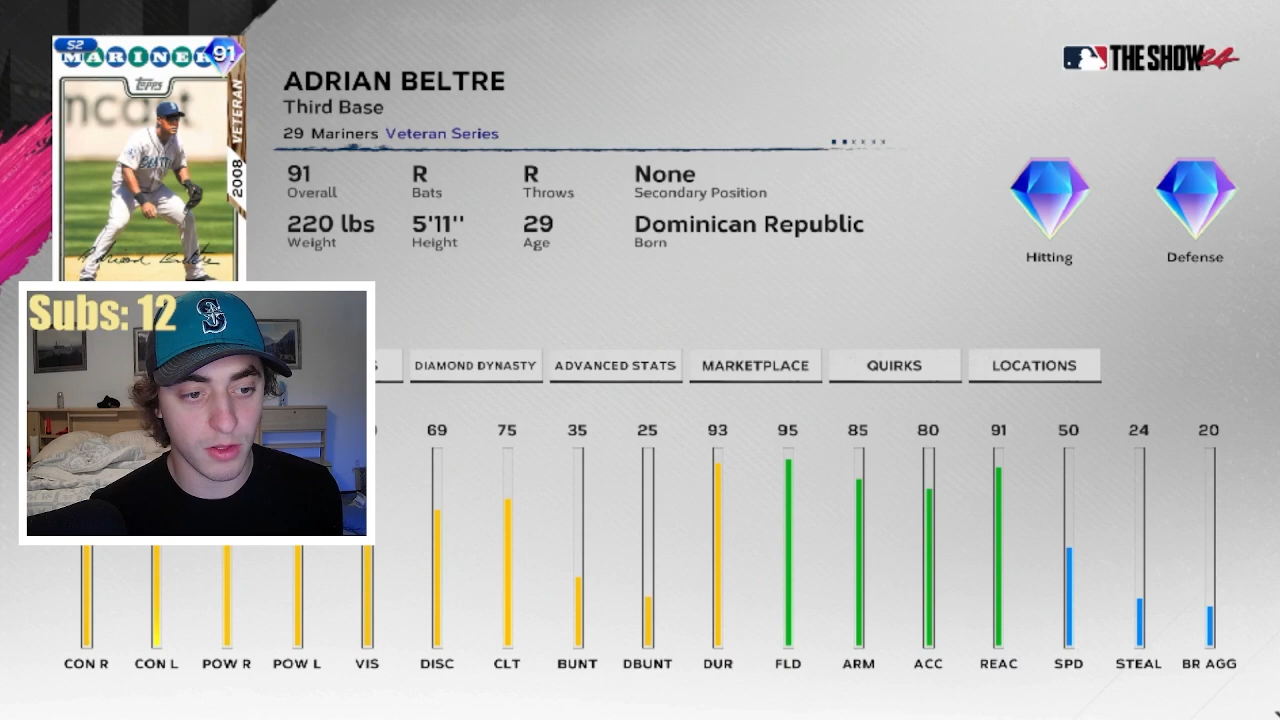 S2
MARINERS 91
Topps
VETERAN
2008
ADRIAN BELTRE
Third Base
29 Mariners Veteran Series
MLB THE SHOW 24
91 R R None
Overall Bats Throws Secondary Position
220 lbs 5'11'' 29 Dominican Republic
Weight Height Age Born
Hitting Defense
Subs: 12
S
S DIAMOND DYNASTY ADVANCED STATS MARKETPLACE QUIRKS LOCATIONS
69 75 35 25 93 95 85 80 91 50 24 20
CON R CON L POW R POW L VIS DISC CLT BUNT DBUNT DUR FLD ARM ACC REAC SPD STEAL BR AGG